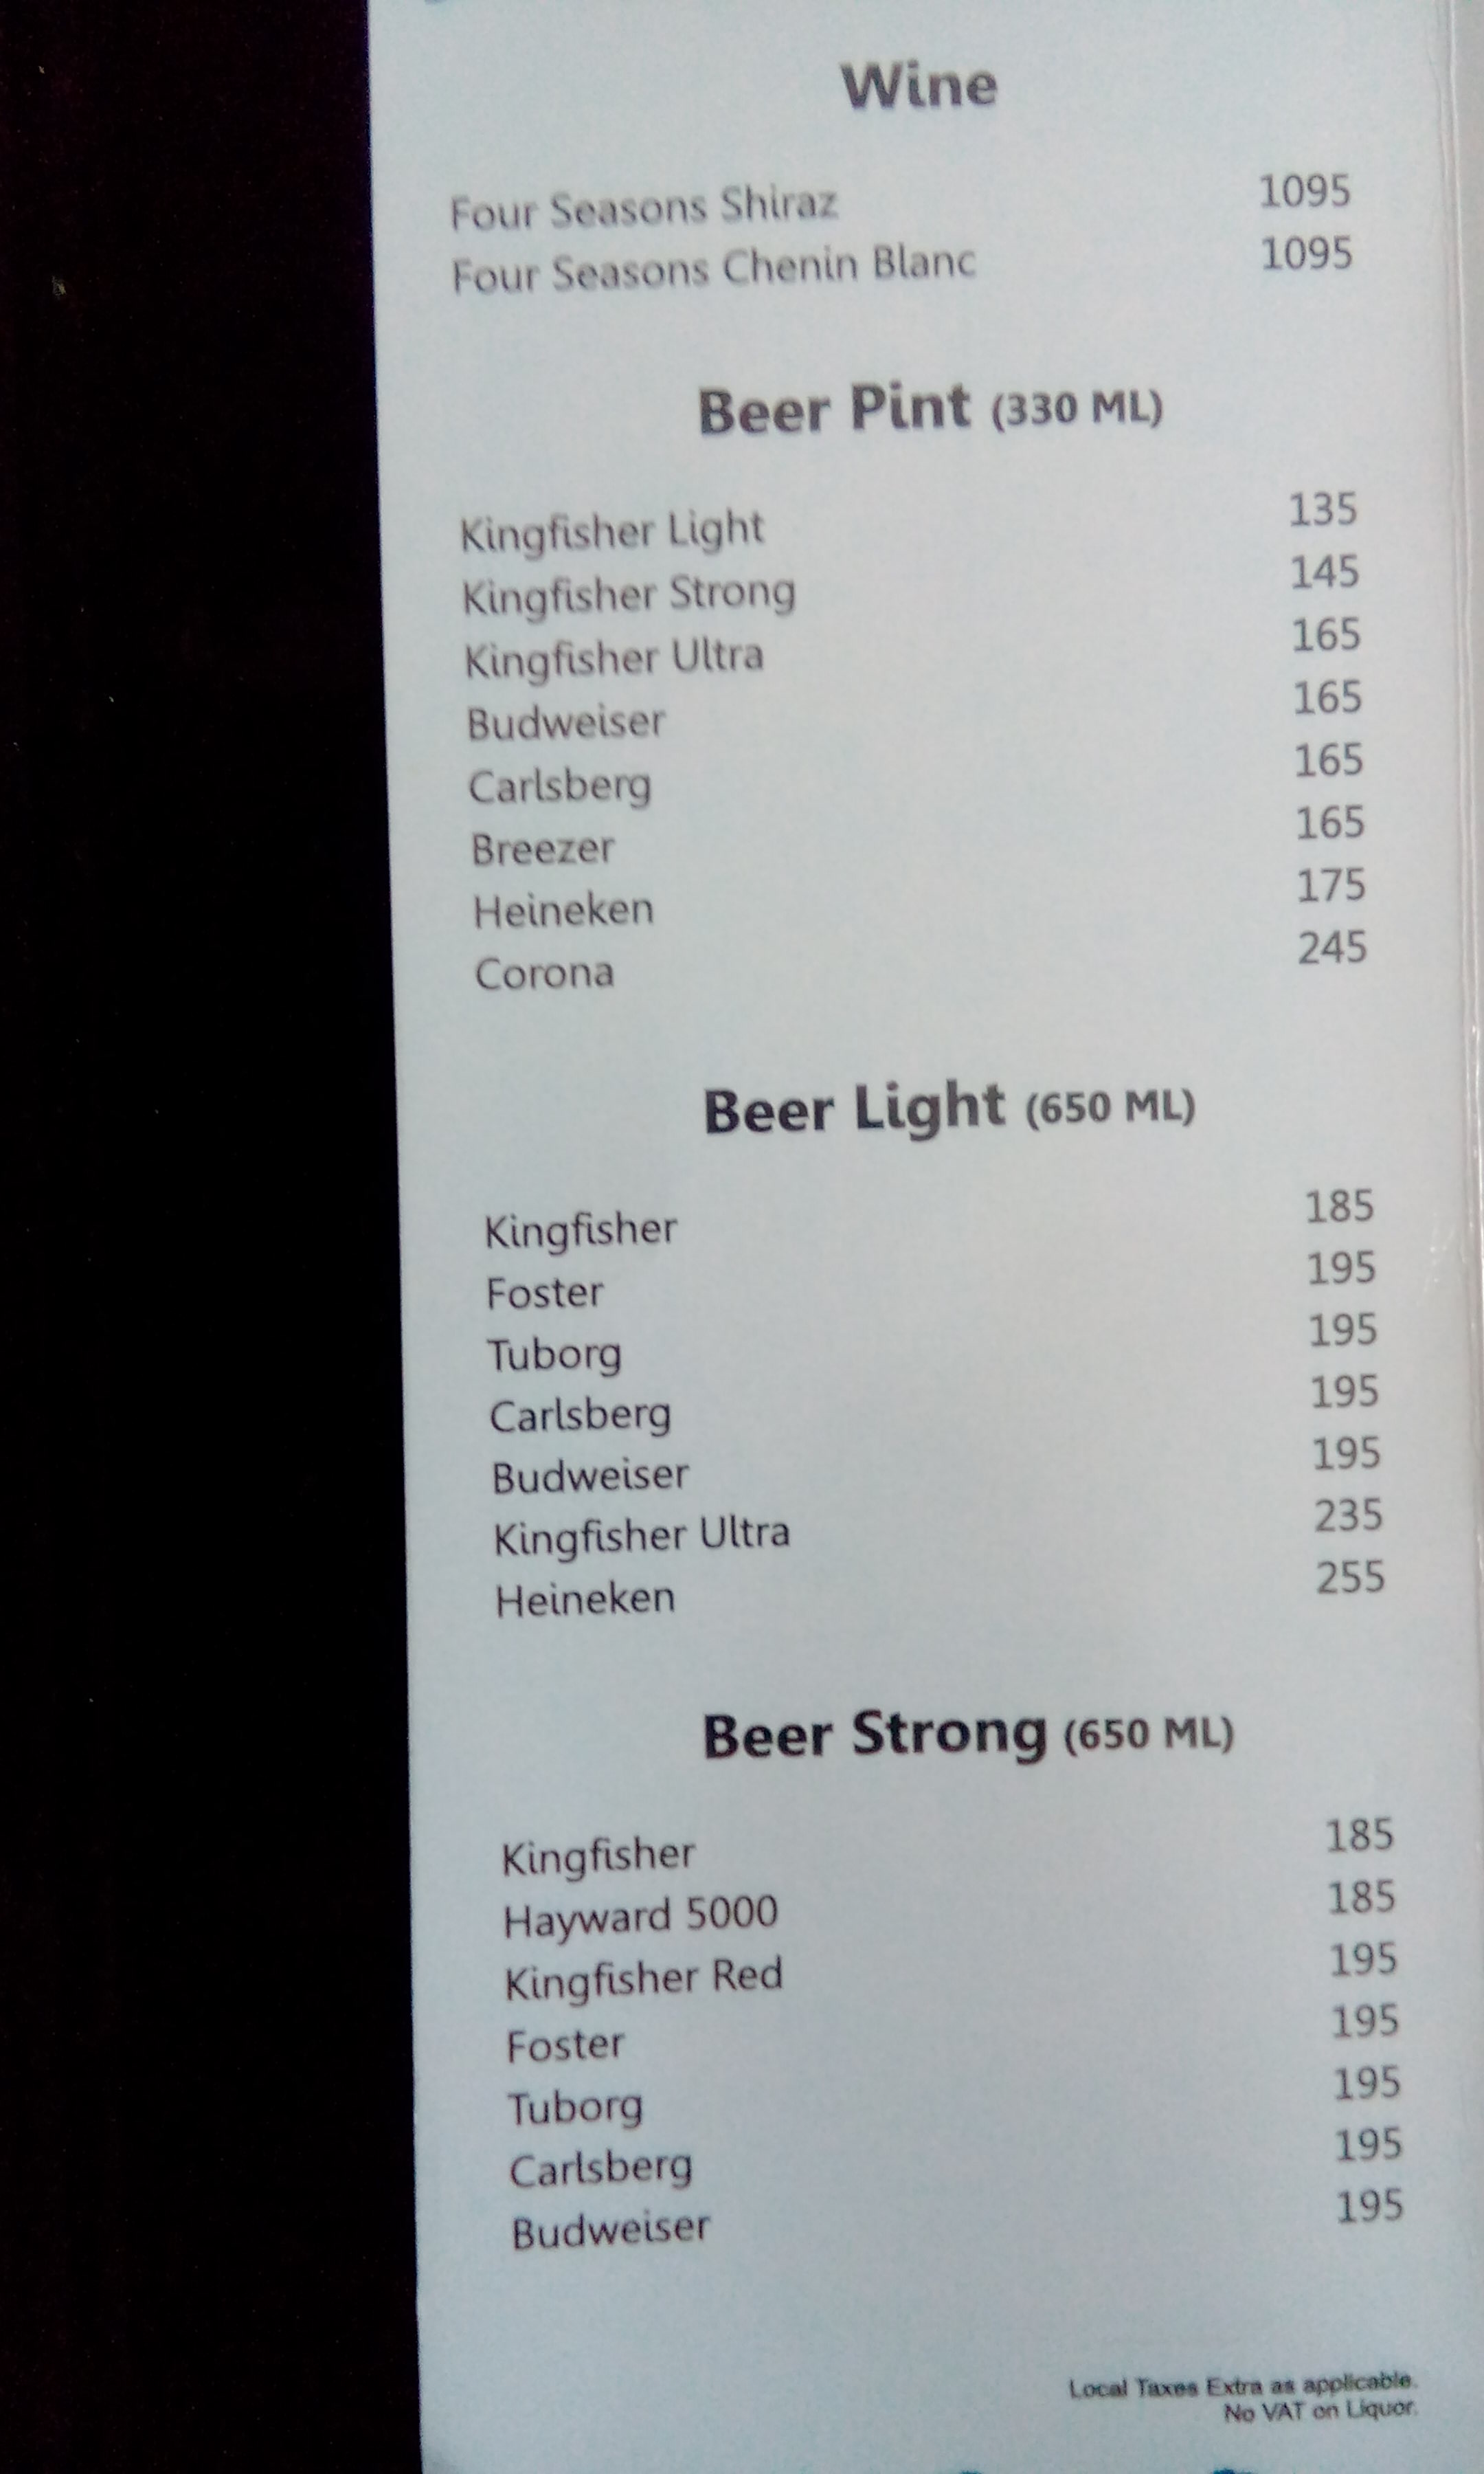 Wine
Four Seasons Shiraz 1095
Four Seasons Chenin Blanc 1095
Beer Pint (330 ML)
Kingfisher Light 135
Kingfisher Strong 145
Kingfisher Ultra 165
Budweiser 165
Carlsberg 165
Breezer 165
Heineken 175
Corona 245
Beer Light (650 ML)
Kingfisher 185
Foster 195
Tuborg 195
Carlsberg 195
Budweiser 195
Kingfisher Ultra 235
Heineken 255
Beer Strong (650 ML)
Kingfisher 185
Hayward 5000 185
Kingfisher Red 195
Foster 195
Tuborg 195
Carlsberg 195
Budweiser 195
Local Taxes Extra as applicable.
No VAT on Liquor.